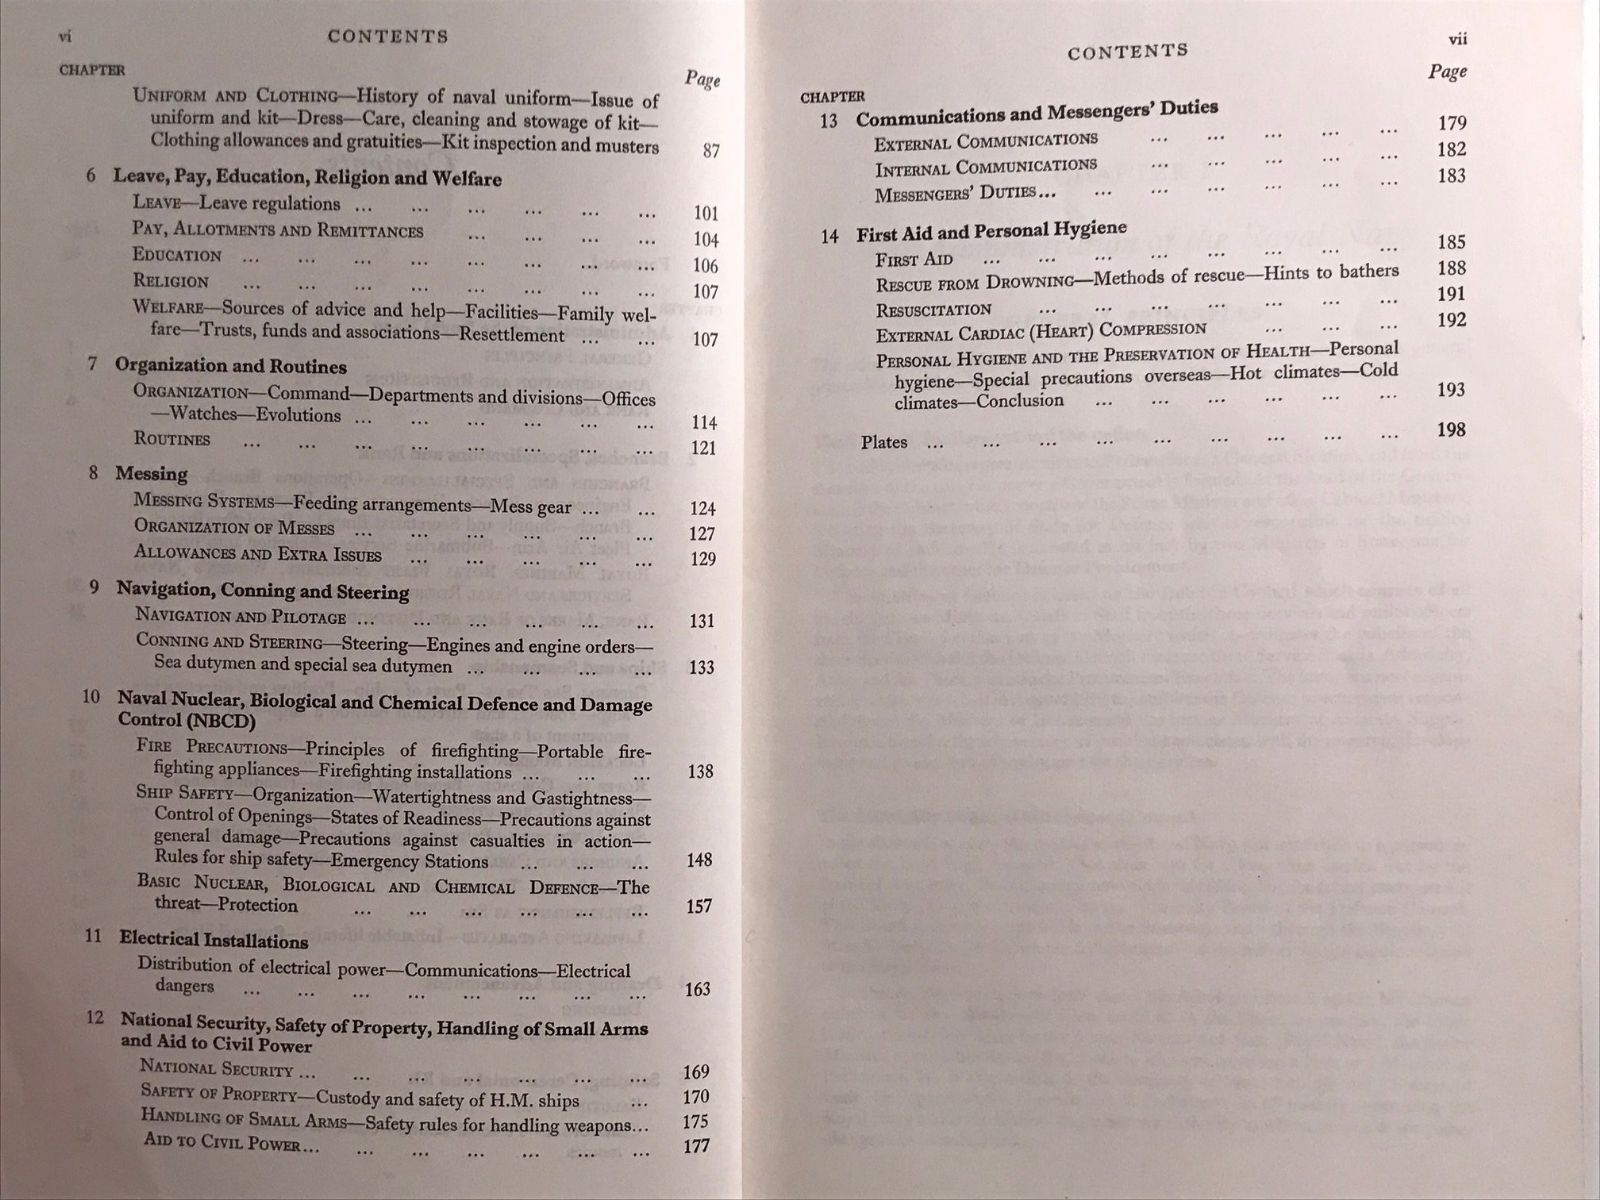 vi CONTENTS
CHAPTER Page
UNIFORM AND CLOTHING—History of naval uniform—Issue of
uniform and kit—Dress—Care, cleaning and stowage of kit—
Clothing allowances and gratuities—Kit inspection and musters 87
6 Leave, Pay, Education, Religion and Welfare
LEAVE—Leave regulations ... ... ... ... ... ... 101
PAY, ALLOTMENTS AND REMITTANCES ... ... ... ... 104
EDUCATION ... ... ... ... ... ... ... ... 106
RELIGION ... ... ... ... ... ... ... ... 107
WELFARE—Sources of advice and help—Facilities—Family wel-
fare—Trusts, funds and associations—Resettlement ... ... 107
7 Organization and Routines
ORGANIZATION—Command—Departments and divisions—Offices
—Watches—Evolutions ... ... ... ... ... ... 114
ROUTINES ... ... ... ... ... ... ... ... 121
8 Messing
MESSING SYSTEMS—Feeding arrangements—Mess gear ... ... 124
ORGANIZATION OF MESSES ... ... ... ... ... ... 127
ALLOWANCES AND EXTRA ISSUES ... ... ... ... ... 129
9 Navigation, Conning and Steering
NAVIGATION AND PILOTAGE ... ... ... ... ... ... 131
CONNING AND STEERING—Steering—Engines and engine orders—
Sea dutymen and special sea dutymen ... ... ... ... 133
10 Naval Nuclear, Biological and Chemical Defence and Damage
Control (NBCD)
FIRE PRECAUTIONS—Principles of firefighting—Portable fire-
fighting appliances—Firefighting installations ... ... ... 138
SHIP SAFETY—Organization—Watertightness and Gastightness—
Control of Openings—States of Readiness—Precautions against
general damage—Precautions against casualties in action—
Rules for ship safety—Emergency Stations ... ... ... 148
BASIC NUCLEAR, BIOLOGICAL AND CHEMICAL DEFENCE—The
threat—Protection ... ... ... ... ... ... 157
11 Electrical Installations
Distribution of electrical power—Communications—Electrical
dangers ... ... ... ... ... ... ... ... 163
12 National Security, Safety of Property, Handling of Small Arms
and Aid to Civil Power
NATIONAL SECURITY ... ... ... ... ... ... ... 169
SAFETY OF PROPERTY—Custody and safety of H.M. ships ... 170
HANDLING OF SMALL ARMS—Safety rules for handling weapons... 175
AID TO CIVIL POWER... ... ... ... ... ... ... 177
CONTENTS vii
Page
CHAPTER
13 Communications and Messengers' Duties
EXTERNAL COMMUNICATIONS ... ... ... ... ... 179
INTERNAL COMMUNICATIONS ... ... ... ... ... 182
MESSENGERS' DUTIES... ... ... ... ... ... ... 183
14 First Aid and Personal Hygiene
FIRST AID ... ... ... ... ... ... ... ... 185
RESCUE FROM DROWNING—Methods of rescue—Hints to bathers 188
RESUSCITATION ... ... ... ... ... ... ... 191
EXTERNAL CARDIAC (HEART) COMPRESSION ... ... ... 192
PERSONAL HYGIENE AND THE PRESERVATION OF HEALTH—Personal
hygiene—Special precautions overseas—Hot climates—Cold
climates—Conclusion ... ... ... ... ... ... 193
Plates ... ... ... ... ... ... ... ... ... 198